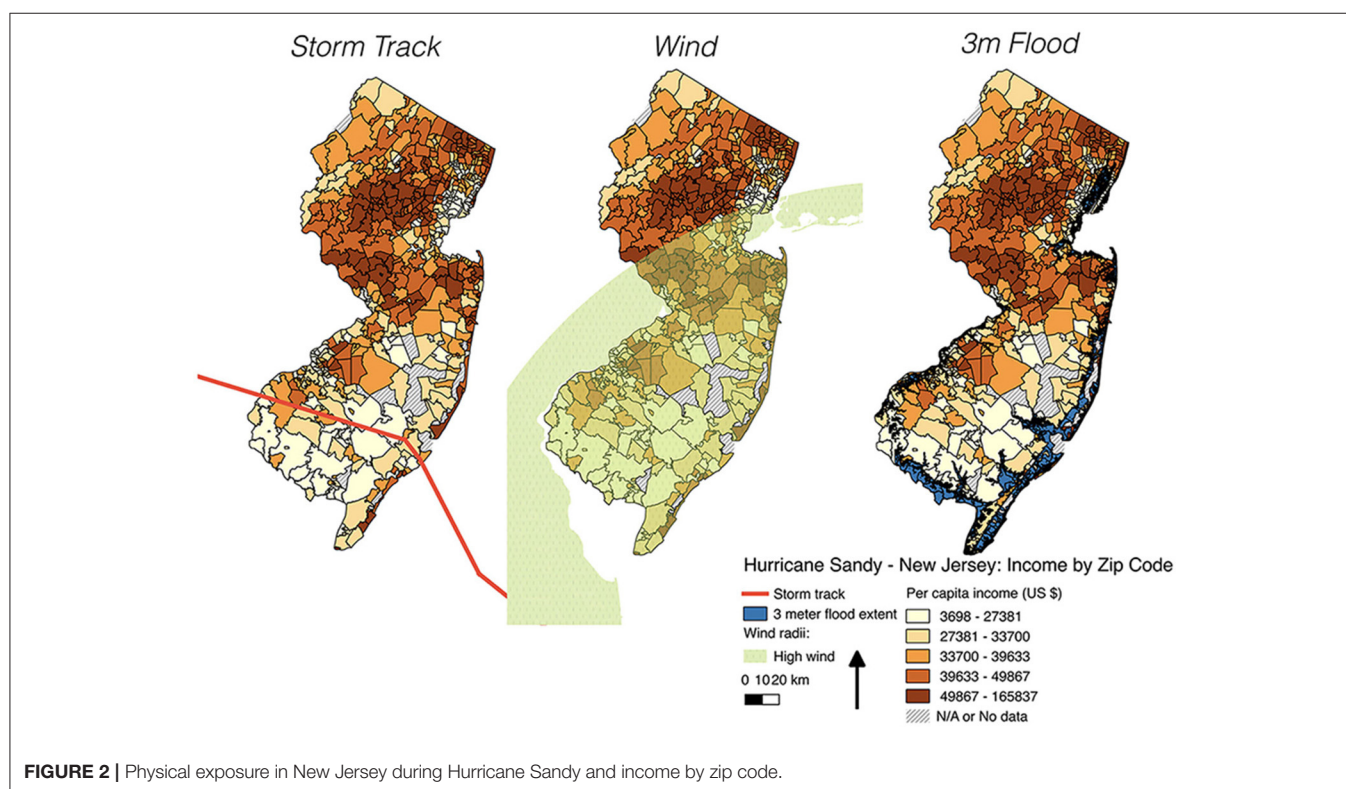 Storm Track
Wind
3m Flood
Hurricane Sandy - New Jersey: Income by Zip Code
Storm track
3 meter flood extent
Wind radii:
High wind
0 1020 km
Per capita income (US $)
3698 - 27381
27381 - 33700
33700 - 39633
39633 - 49867
49867 - 165837
N/A or No data
FIGURE 2 | Physical exposure in New Jersey during Hurricane Sandy and income by zip code.